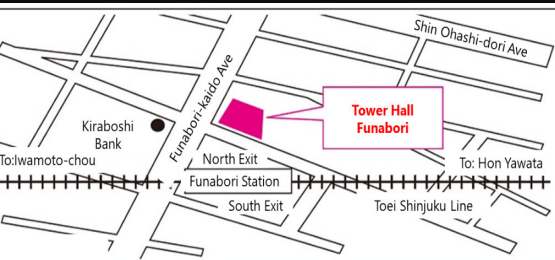 Shin Ohashi-dori Ave
Funabori-kaido Ave
Tower Hall
Funabori
Kiraboshi
Bank
To:Iwamoto-chou
North Exit
To: Hon Yawata
Funabori Station
South Exit
Toei Shinjuku Line